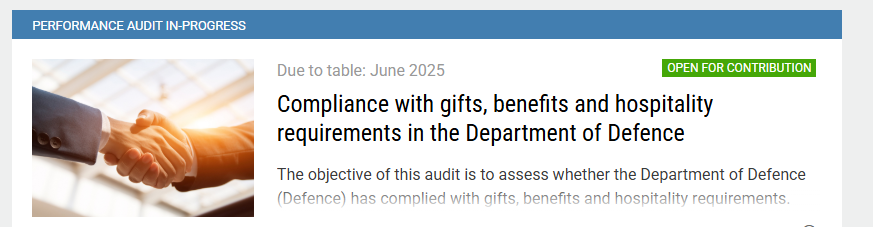 PERFORMANCE AUDIT IN-PROGRESS
Due to table: June 2025
OPEN FOR CONTRIBUTION
Compliance with gifts, benefits and hospitality
requirements in the Department of Defence
The objective of this audit is to assess whether the Department of Defence
(Defence) has complied with gifts, benefits and hospitality requirements.